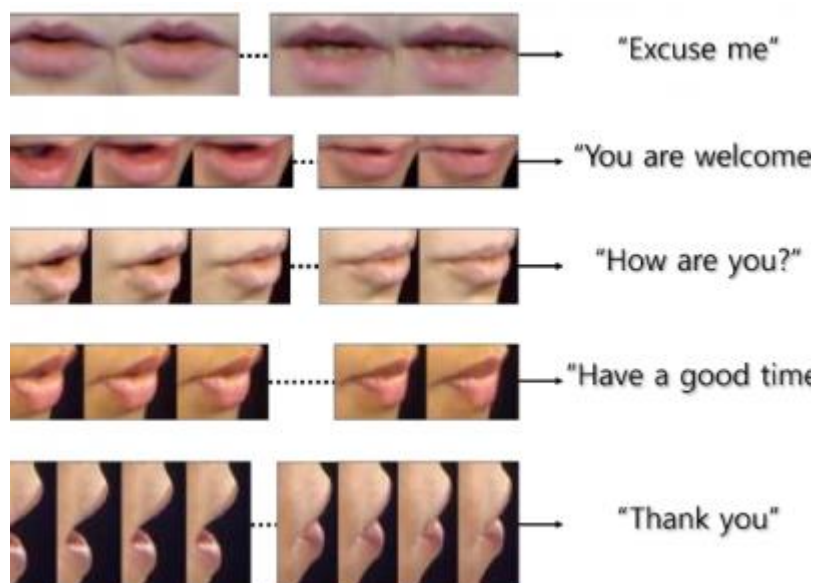 "Excuse me"
"You are welcome
"How are you?"
"Have a good time
"Thank you"